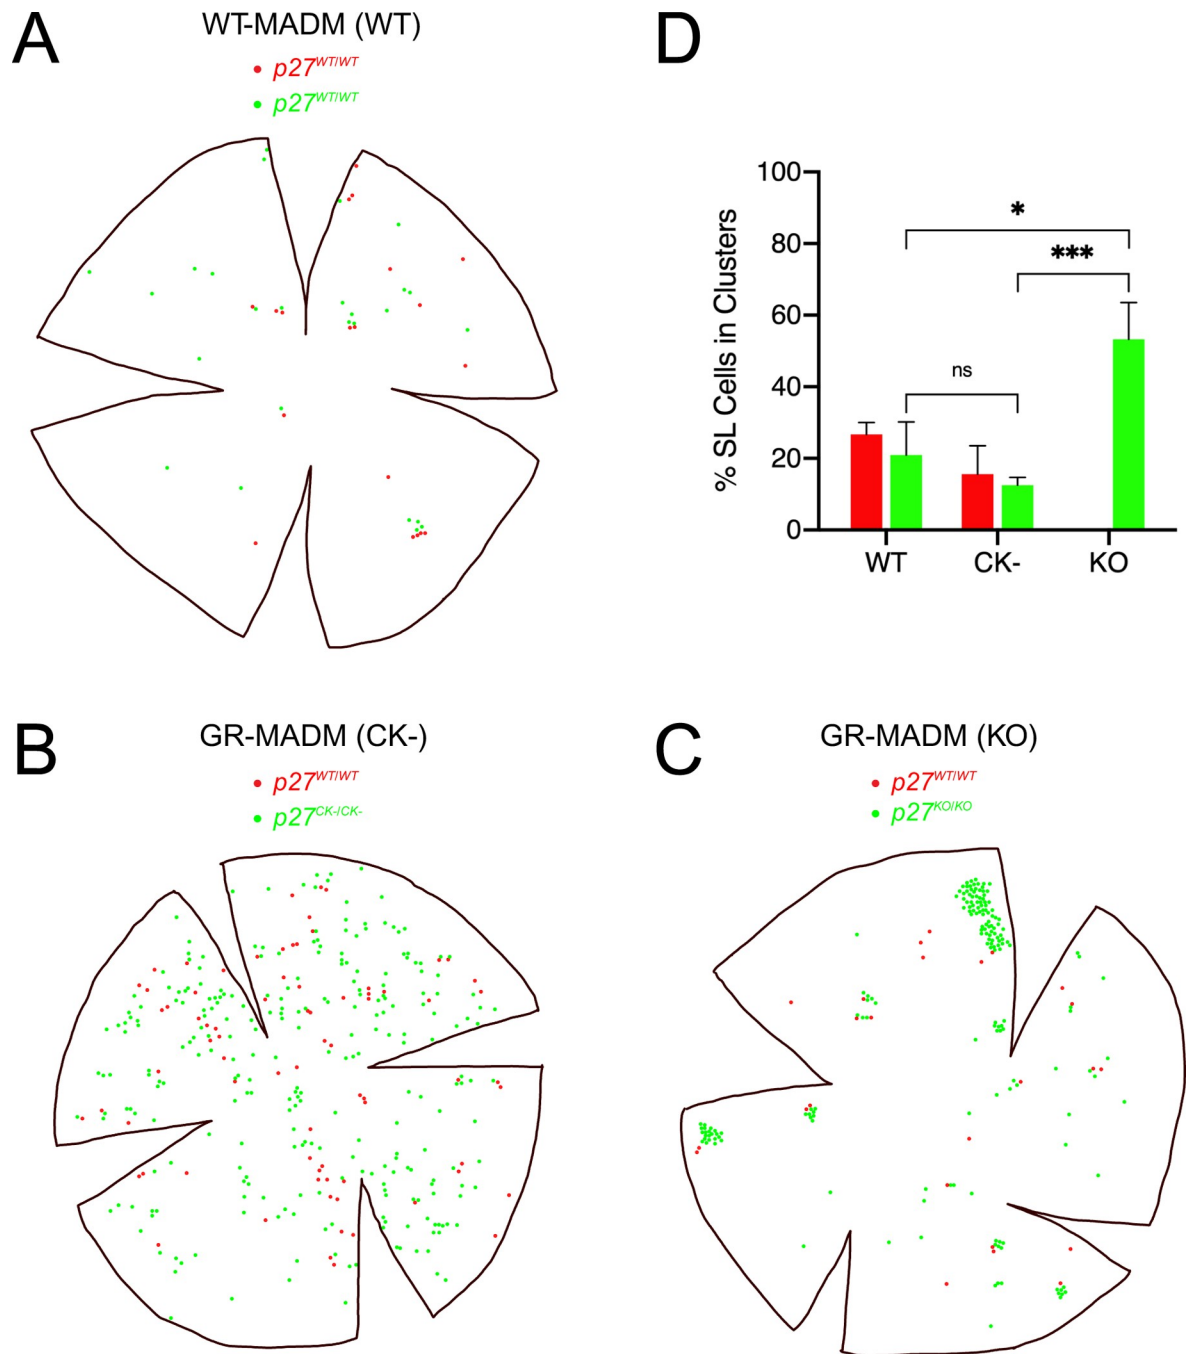 A
WT-MADM (WT)
p27WT/WT
p27WT/WT
D
% SL Cells in Clusters
100
80
60
40
20
0
*
***
ns
WT CK- KO
B
GR-MADM (CK-)
p27WT/WT
p27CK-/CK-
C
GR-MADM (KO)
p27WT/WT
p27KO/KO